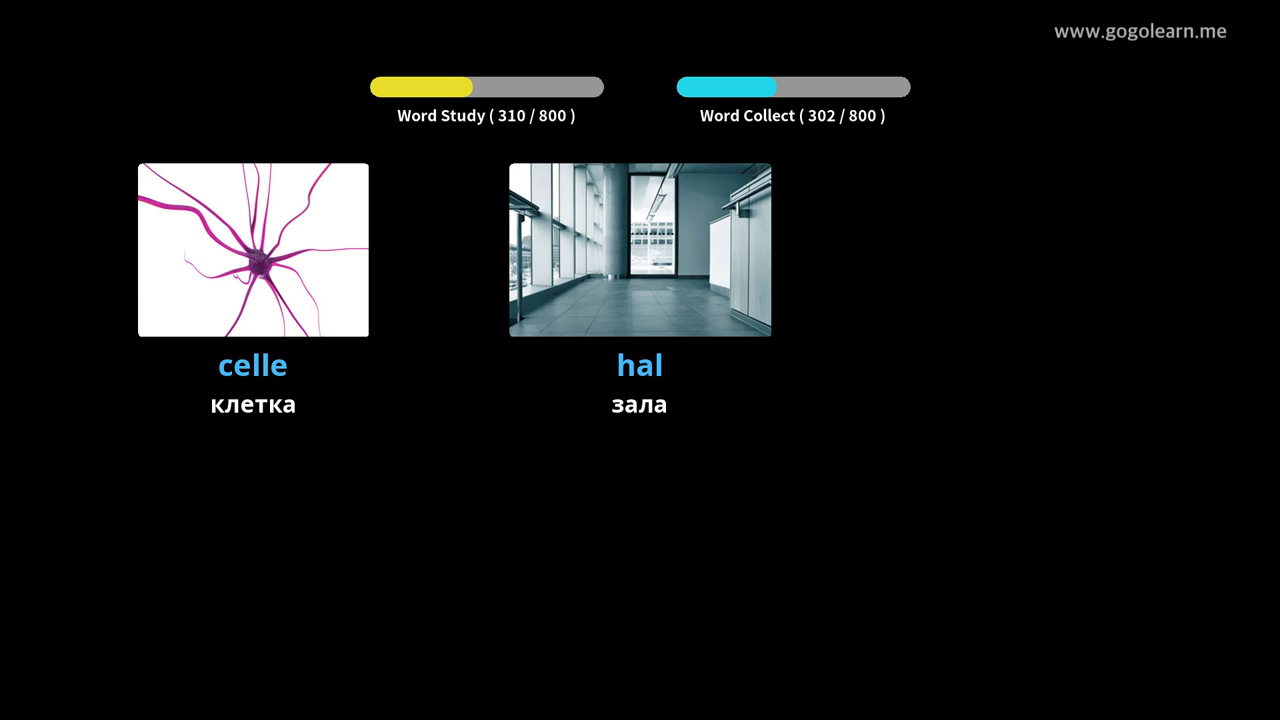 www.gogolearn.me
Word Study ( 310 / 800 )
Word Collect ( 302 / 800 )
celle
клетка
hal
зала